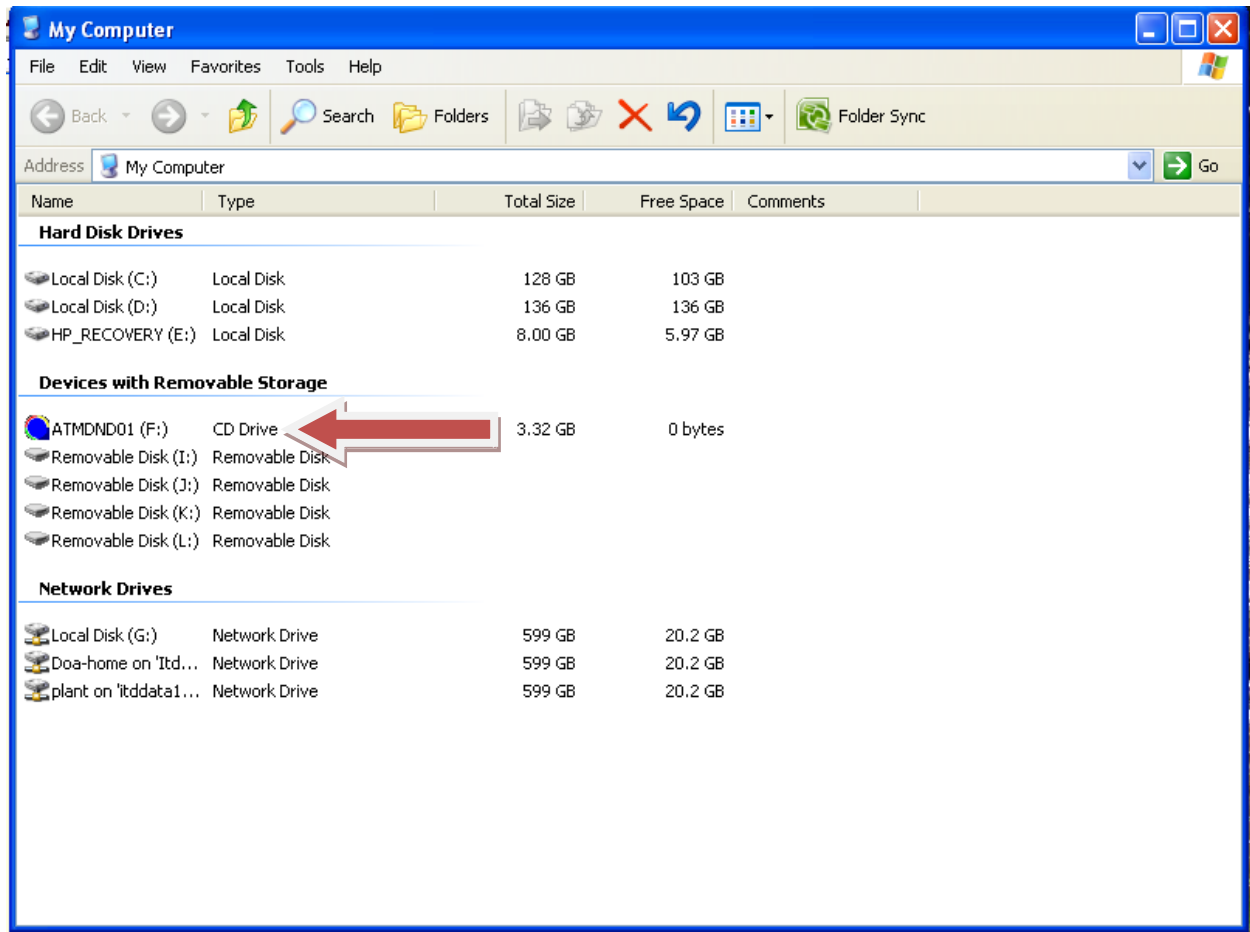 My Computer
File Edit View Favorites Tools Help
Back Search Folders Folder Sync
Address My Computer Go
Name Type Total Size Free Space Comments
Hard Disk Drives
Local Disk (C:) Local Disk 128 GB 103 GB
Local Disk (D:) Local Disk 136 GB 136 GB
HP_RECOVERY (E:) Local Disk 8.00 GB 5.97 GB
Devices with Removable Storage
ATMDND01 (F:) CD Drive 3.32 GB 0 bytes
Removable Disk (I:) Removable Disk
Removable Disk (J:) Removable Disk
Removable Disk (K:) Removable Disk
Removable Disk (L:) Removable Disk
Network Drives
Local Disk (G:) Network Drive 599 GB 20.2 GB
Doa-home on 'Itd... Network Drive 599 GB 20.2 GB
plant on 'itddata1... Network Drive 599 GB 20.2 GB